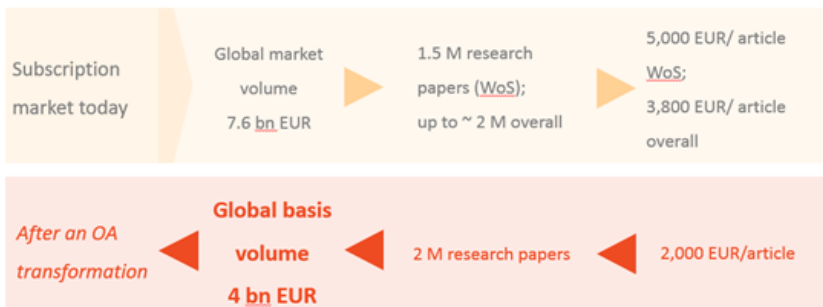 Subscription
market today
Global market
volume
7.6 bn EUR
1.5 M research
papers (WoS);
up to ~ 2 M overall
5,000 EUR/ article
WoS;
3,800 EUR/ article
overall
After an OA
transformation
Global basis
volume
4 bn EUR
2 M research papers
2,000 EUR/article